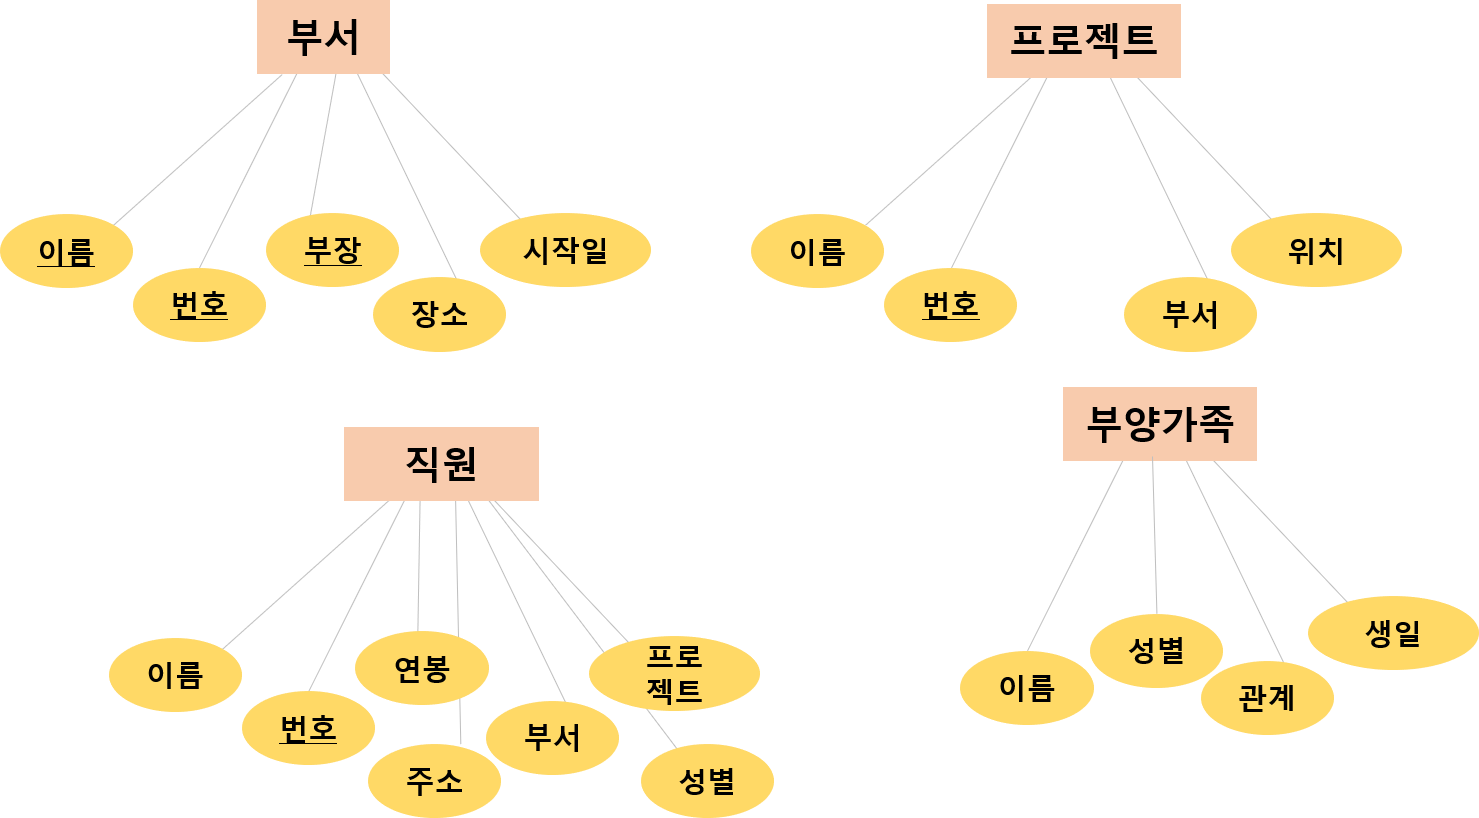 부서
이름
번호
부장
장소
시작일
프로젝트
이름
번호
부서
위치
직원
이름
번호
연봉
주소
부서
프로
젝트
성별
부양가족
이름
성별
관계
생일